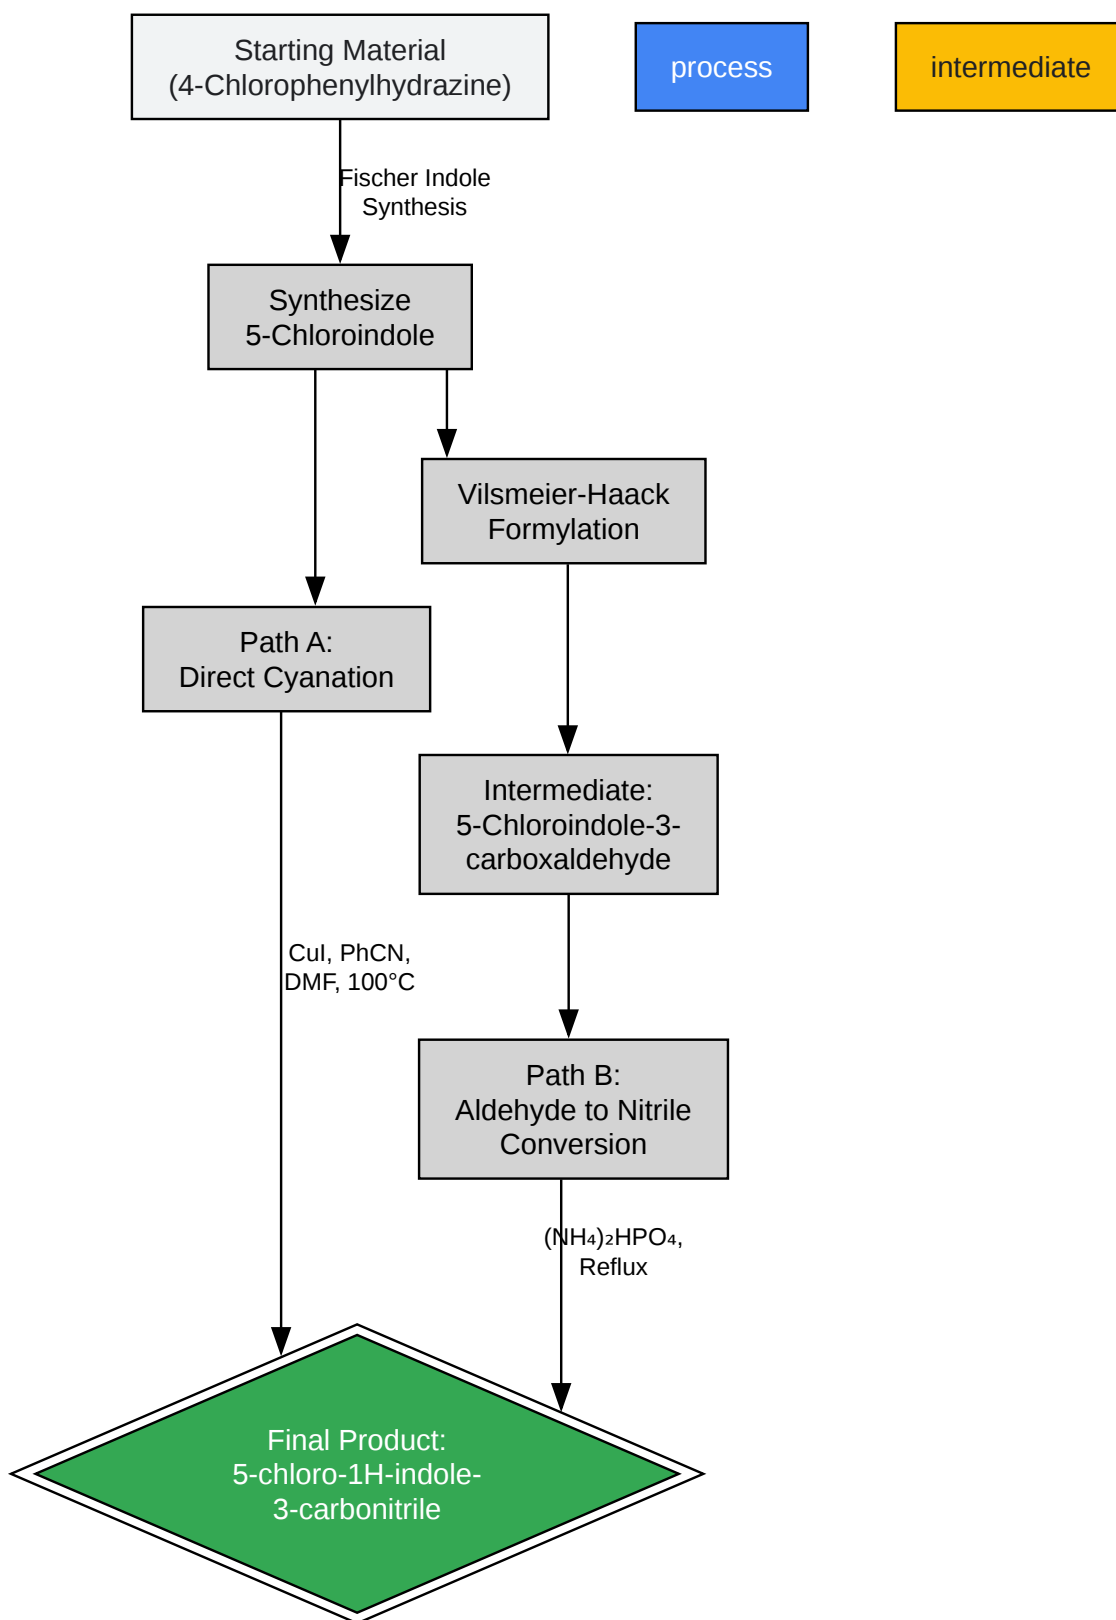 Starting Material
(4-Chlorophenylhydrazine)
process
intermediate
Fischer Indole
Synthesis
Synthesize
5-Chloroindole
Vilsmeier-Haack
Formylation
Path A:
Direct Cyanation
Intermediate:
5-Chloroindole-3-
carboxaldehyde
CuI, PhCN,
DMF, 100°C
Path B:
Aldehyde to Nitrile
Conversion
(NH₄)₂HPO₄,
Reflux
Final Product:
5-chloro-1H-indole-
3-carbonitrile